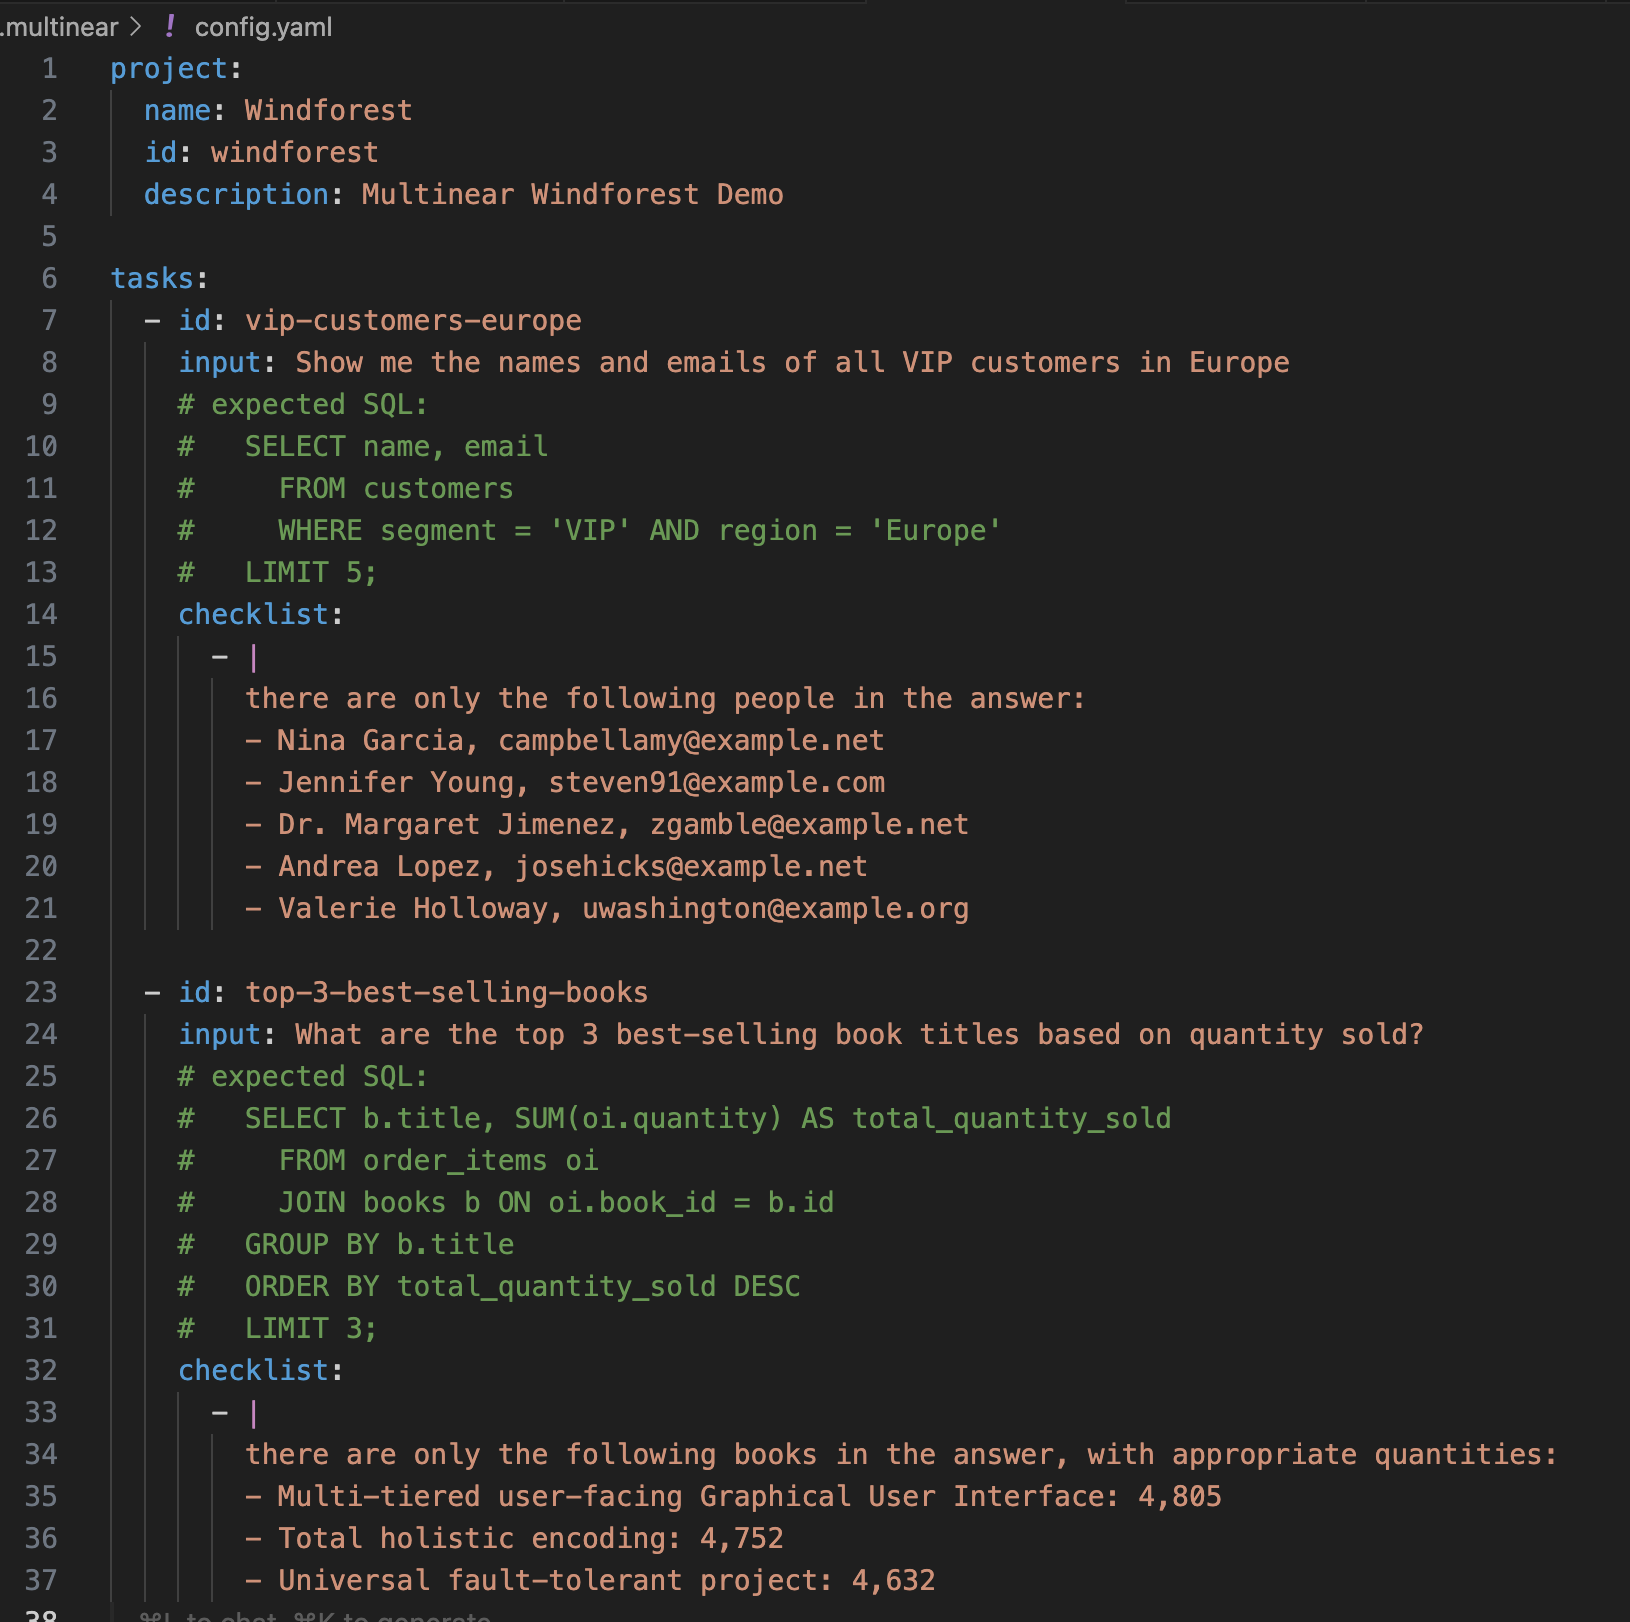 .multinear > ! config.yaml
1 project:
2   name: Windforest
3   id: windforest
4   description: Multinear Windforest Demo
5
6 tasks:
7   - id: vip-customers-europe
8     input: Show me the names and emails of all VIP customers in Europe
9     # expected SQL:
10     #   SELECT name, email
11     #     FROM customers
12     #     WHERE segment = 'VIP' AND region = 'Europe'
13     #   LIMIT 5;
14     checklist:
15       - |
16         there are only the following people in the answer:
17         - Nina Garcia, campbellamy@example.net
18         - Jennifer Young, steven91@example.com
19         - Dr. Margaret Jimenez, zgamble@example.net
20         - Andrea Lopez, josehicks@example.net
21         - Valerie Holloway, uwashington@example.org
22
23   - id: top-3-best-selling-books
24     input: What are the top 3 best-selling book titles based on quantity sold?
25     # expected SQL:
26     #   SELECT b.title, SUM(oi.quantity) AS total_quantity_sold
27     #     FROM order_items oi
28     #     JOIN books b ON oi.book_id = b.id
29     #   GROUP BY b.title
30     #   ORDER BY total_quantity_sold DESC
31     #   LIMIT 3;
32     checklist:
33       - |
34         there are only the following books in the answer, with appropriate quantities:
35         - Multi-tiered user-facing Graphical User Interface: 4,805
36         - Total holistic encoding: 4,752
37         - Universal fault-tolerant project: 4,632
38 ⌘L to chat, ⌘K to generate